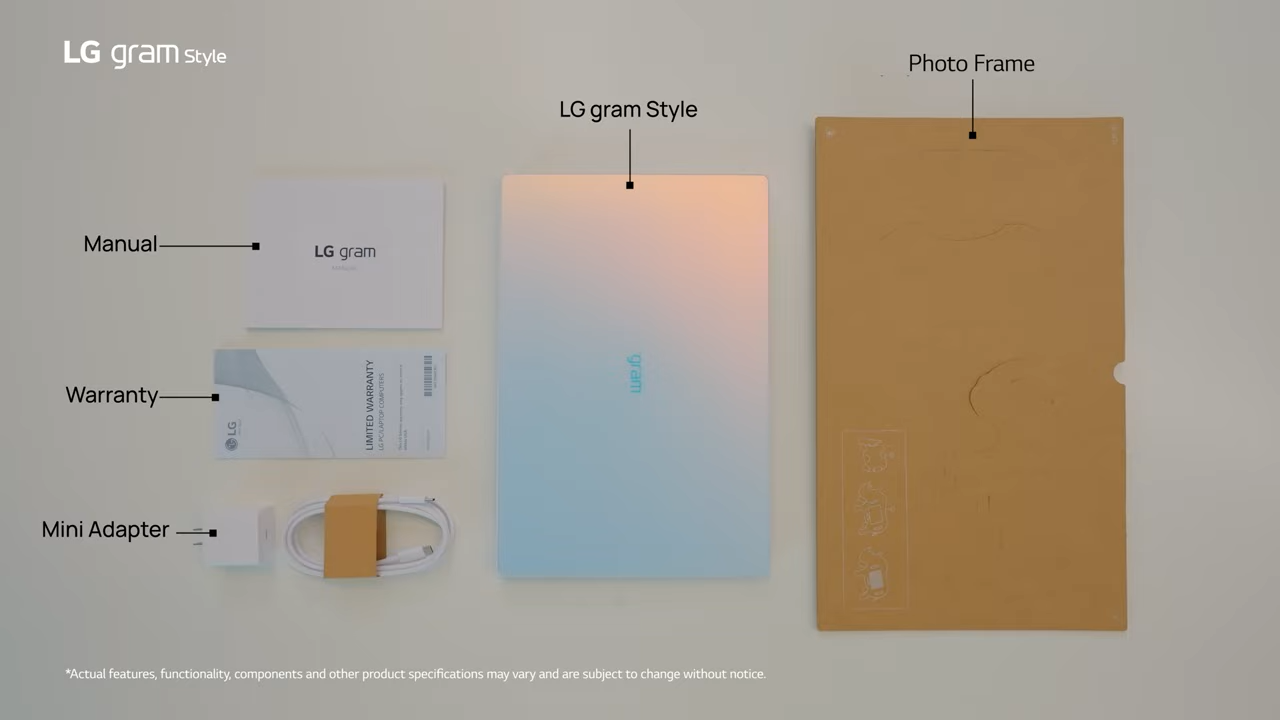 LG gram Style
Photo Frame
LG gram Style
Manual
LG gram
gram
Warranty
LG
LIMITED WARRANTY
LG PC/LAPTOP COMPUTERS
Mini Adapter
*Actual features, functionality, components and other product specifications may vary and are subject to change without notice.